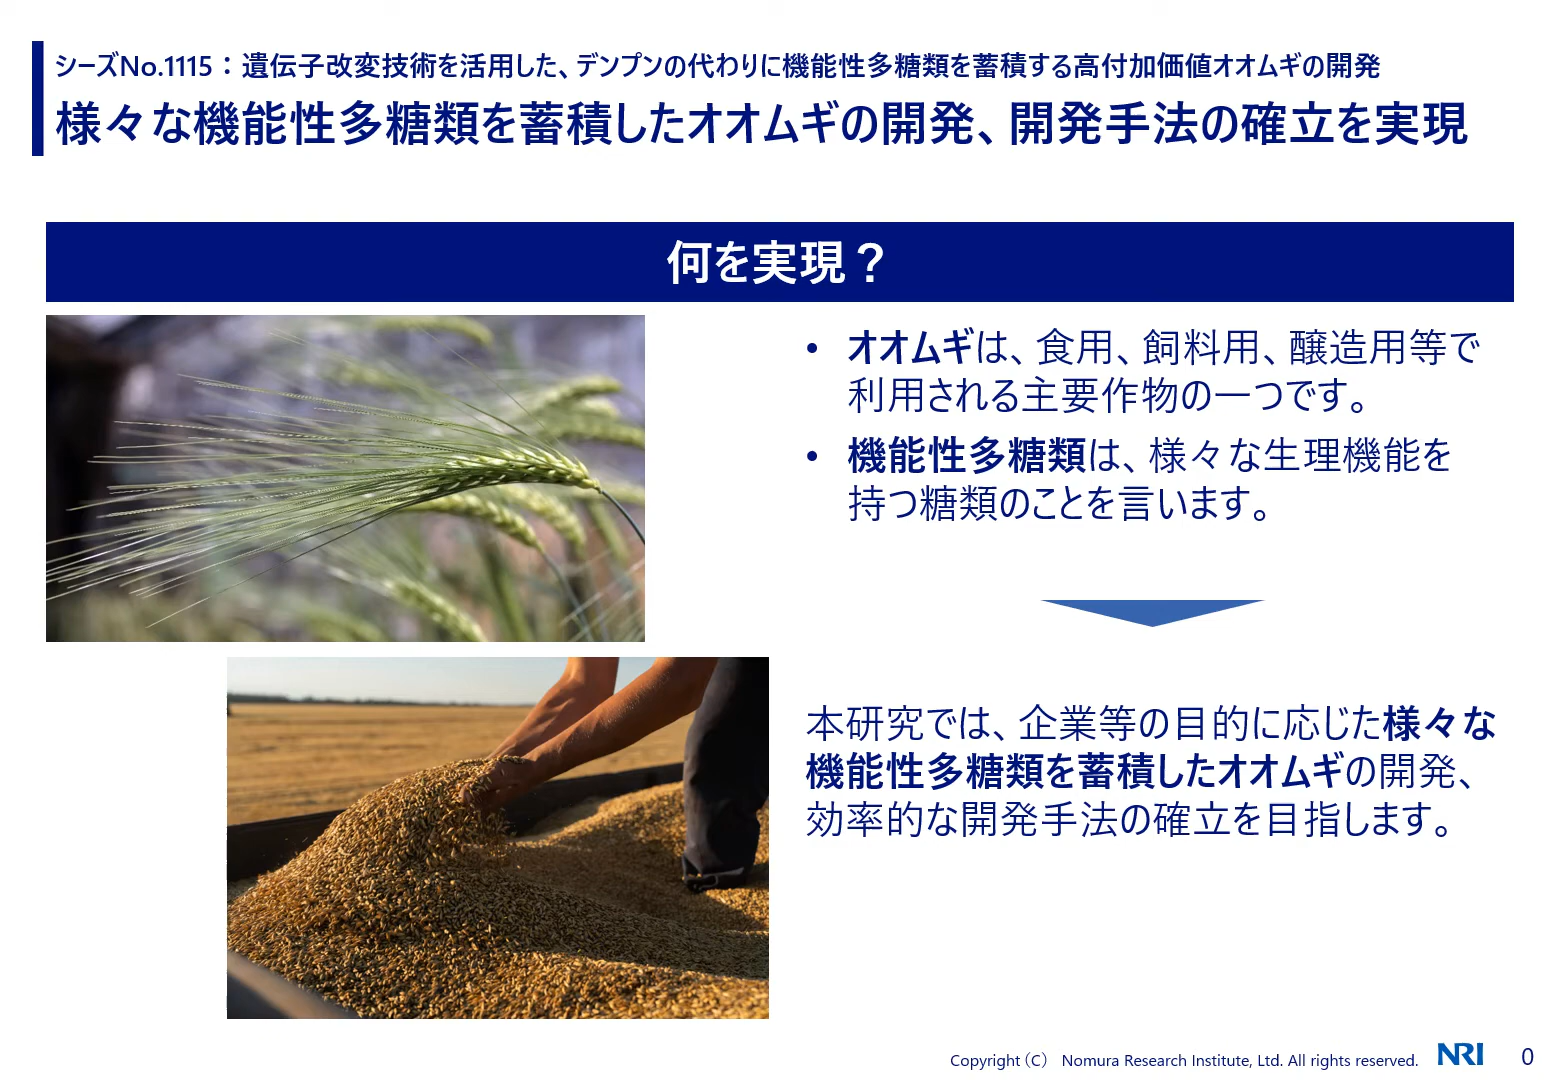 シーズNo.1115：遺伝子改変技術を活用した、デンプンの代わりに機能性多糖類を蓄積する高付加価値オオムギの開発
様々な機能性多糖類を蓄積したオオムギの開発、開発手法の確立を実現
何を実現？
• オオムギは、食用、飼料用、醸造用等で
利用される主要作物の一つです。
• 機能性多糖類は、様々な生理機能を
持つ糖類のことを言います。
本研究では、企業等の目的に応じた様々な
機能性多糖類を蓄積したオオムギの開発、
効率的な開発手法の確立を目指します。
Copyright（C） Nomura Research Institute, Ltd. All rights reserved. NRI 0